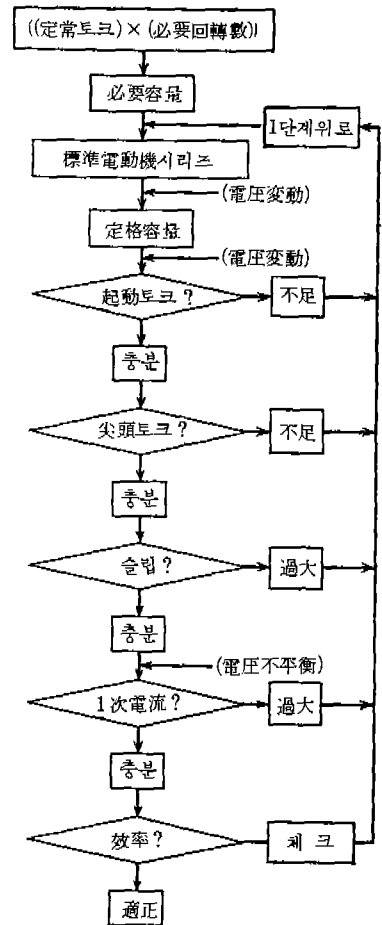 ((定常토크)×(必要回轉數))
必要容量
1단계위로
標準電動機시리즈
(電圧変動)
定格容量
(電圧変動)
起動토크?
不足
충분
尖頭토크?
不足
충분
슬립?
過大
충분
(電圧不平衡)
1次電流?
過大
충분
效率?
체크
適正